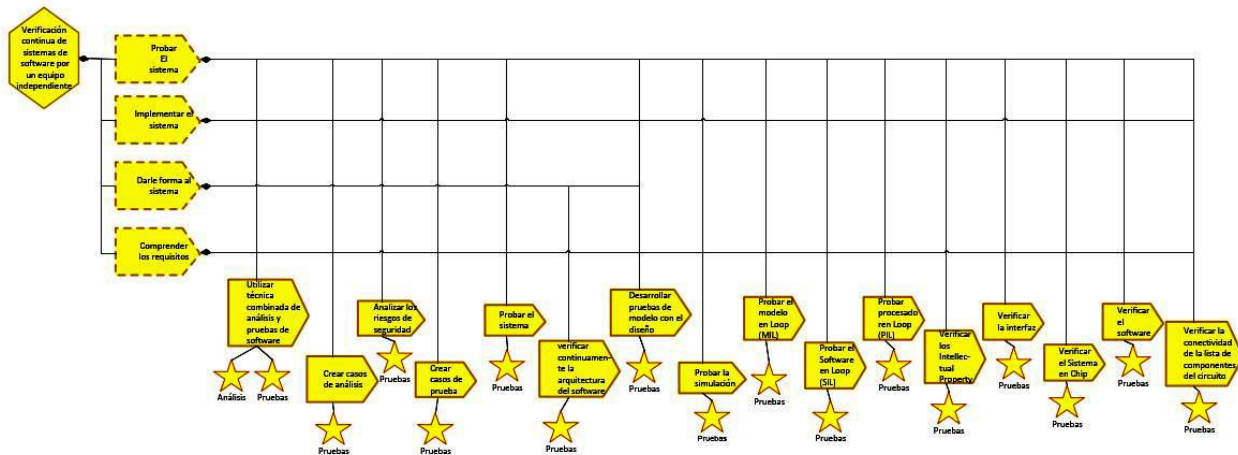 Verificación
continua de
sistemas de
software por
un equipo
independiente
Probar
El
sistema
Implementar el
sistema
Darle forma al
sistema
Comprender
los requisitos
Utilizar
técnica
combinada de
análisis y
pruebas de
software
Análisis
Pruebas
Crear casos
de análisis
Pruebas
Analizar los
riesgos de
seguridad
Pruebas
Crear
casos de
prueba
Pruebas
Probar el
sistema
Pruebas
verificar
continuamen-
te la
arquitectura
del software
Pruebas
Desarrollar
pruebas de
modelo con el
diseño
Pruebas
Probar la
simulación
Pruebas
Probar el
modelo
en Loop
(MIL)
Pruebas
Probar el
Software
en Loop
(SIL)
Pruebas
Probar
procesado
r en Loop
(PIL)
Pruebas
Verificar
los
Intellec-
tual
Property
Pruebas
Verificar
la interfaz
Pruebas
Verificar
el Sistema
en Chip
Pruebas
Verificar
el
software
Pruebas
Verificar la
conectividad
de la lista de
componentes
del circuito
Pruebas